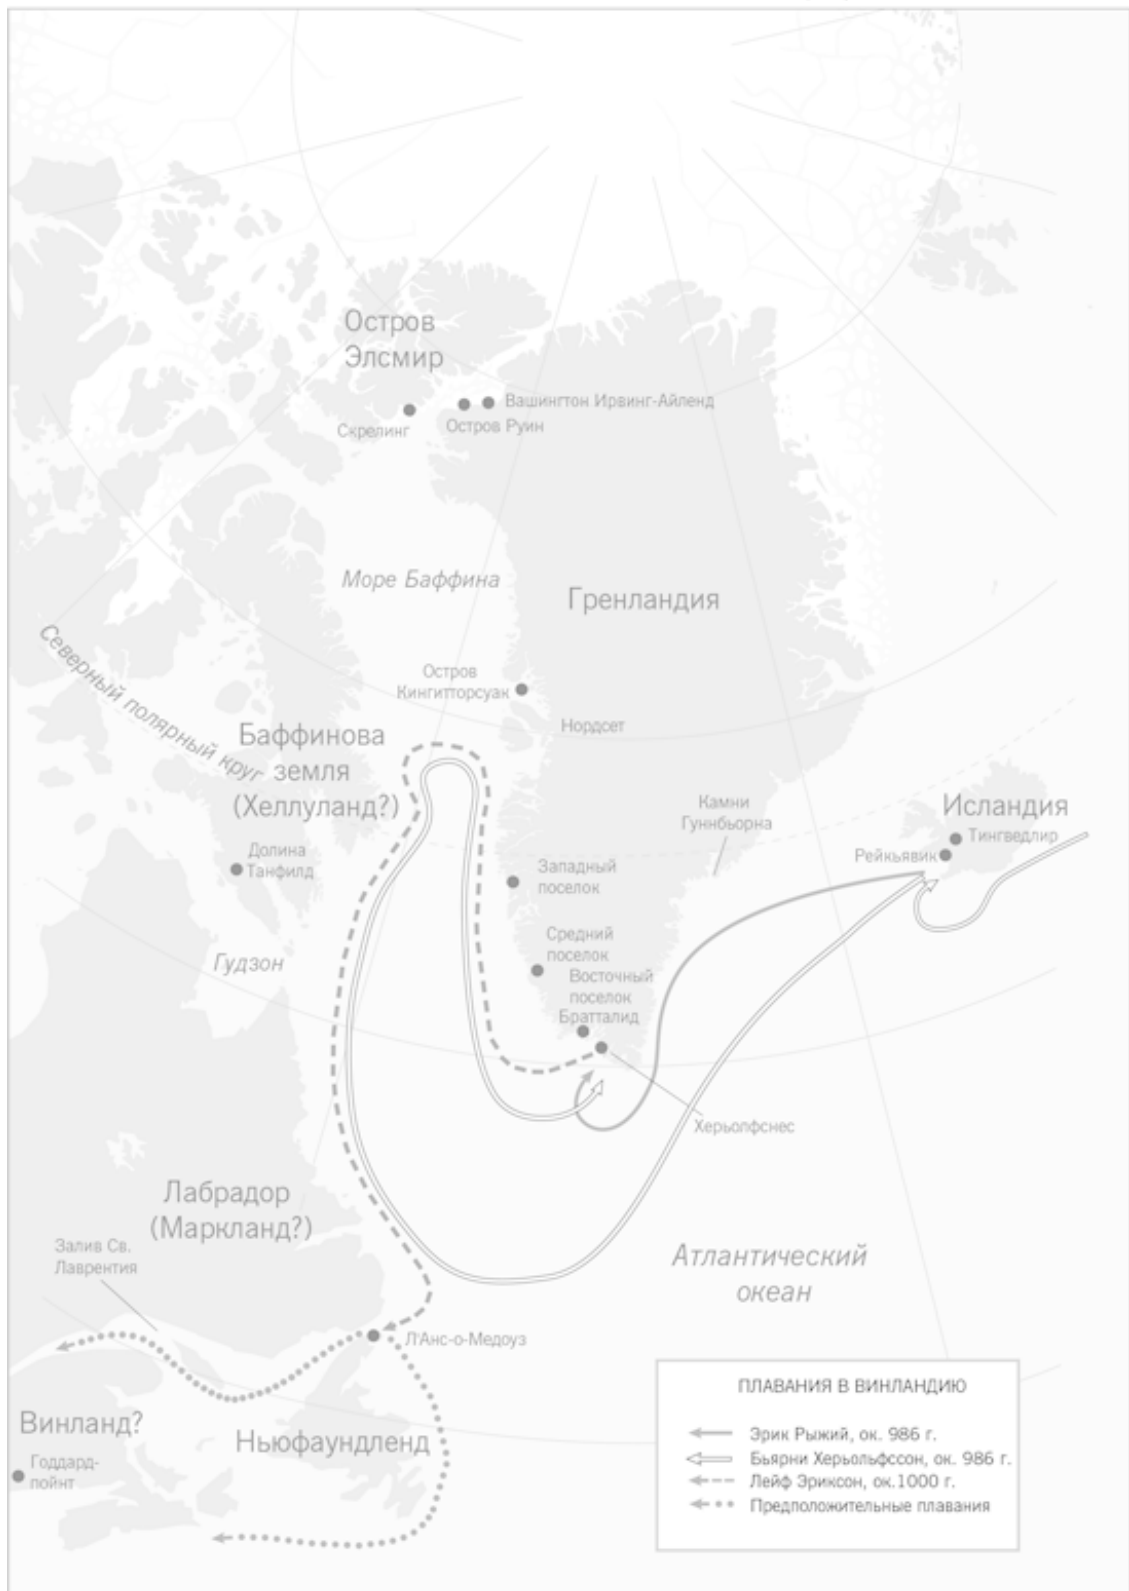 Остров
Элсмир
Вашингтон Ирвинг-Айленд
Остров Руин
Скрелинг
Море Баффина
Гренландия
Северный полярный круг
Остров
Кингитторсуак
Нордсет
Баффинова
земля
(Хеллуланд?)
Камни
Гуннбьорна
Исландия
Тингведлир
Рейкьявик
Долина
Танфилд
Западный
поселок
Гудзон
Средний
поселок
Восточный
поселок
Братталид
Херьолфснес
Лабрадор
(Маркланд?)
Залив Св.
Лаврентия
Атлантический
океан
Л'Анс-о-Медоуз
Винланд?
Ньюфаундленд
Годдард-
пойнт
ПЛАВАНИЯ В ВИНЛАНДИЮ
Эрик Рыжий, ок. 986 г.
Бьярни Херьольфссон, ок. 986 г.
Лейф Эриксон, ок.1000 г.
Предположительные плавания